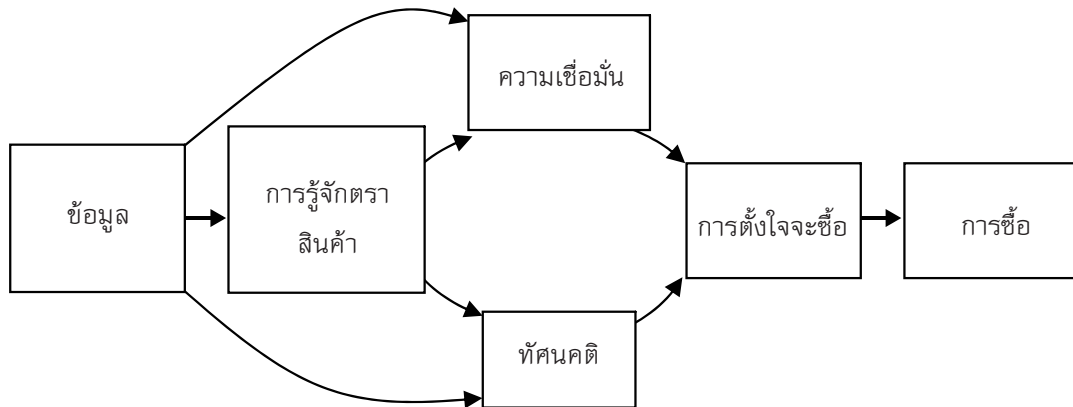 ความเชื่อมั่น
ข้อมูล
การรู้จักตรา
สินค้า
การตั้งใจจะซื้อ
การซื้อ
ทัศนคติ